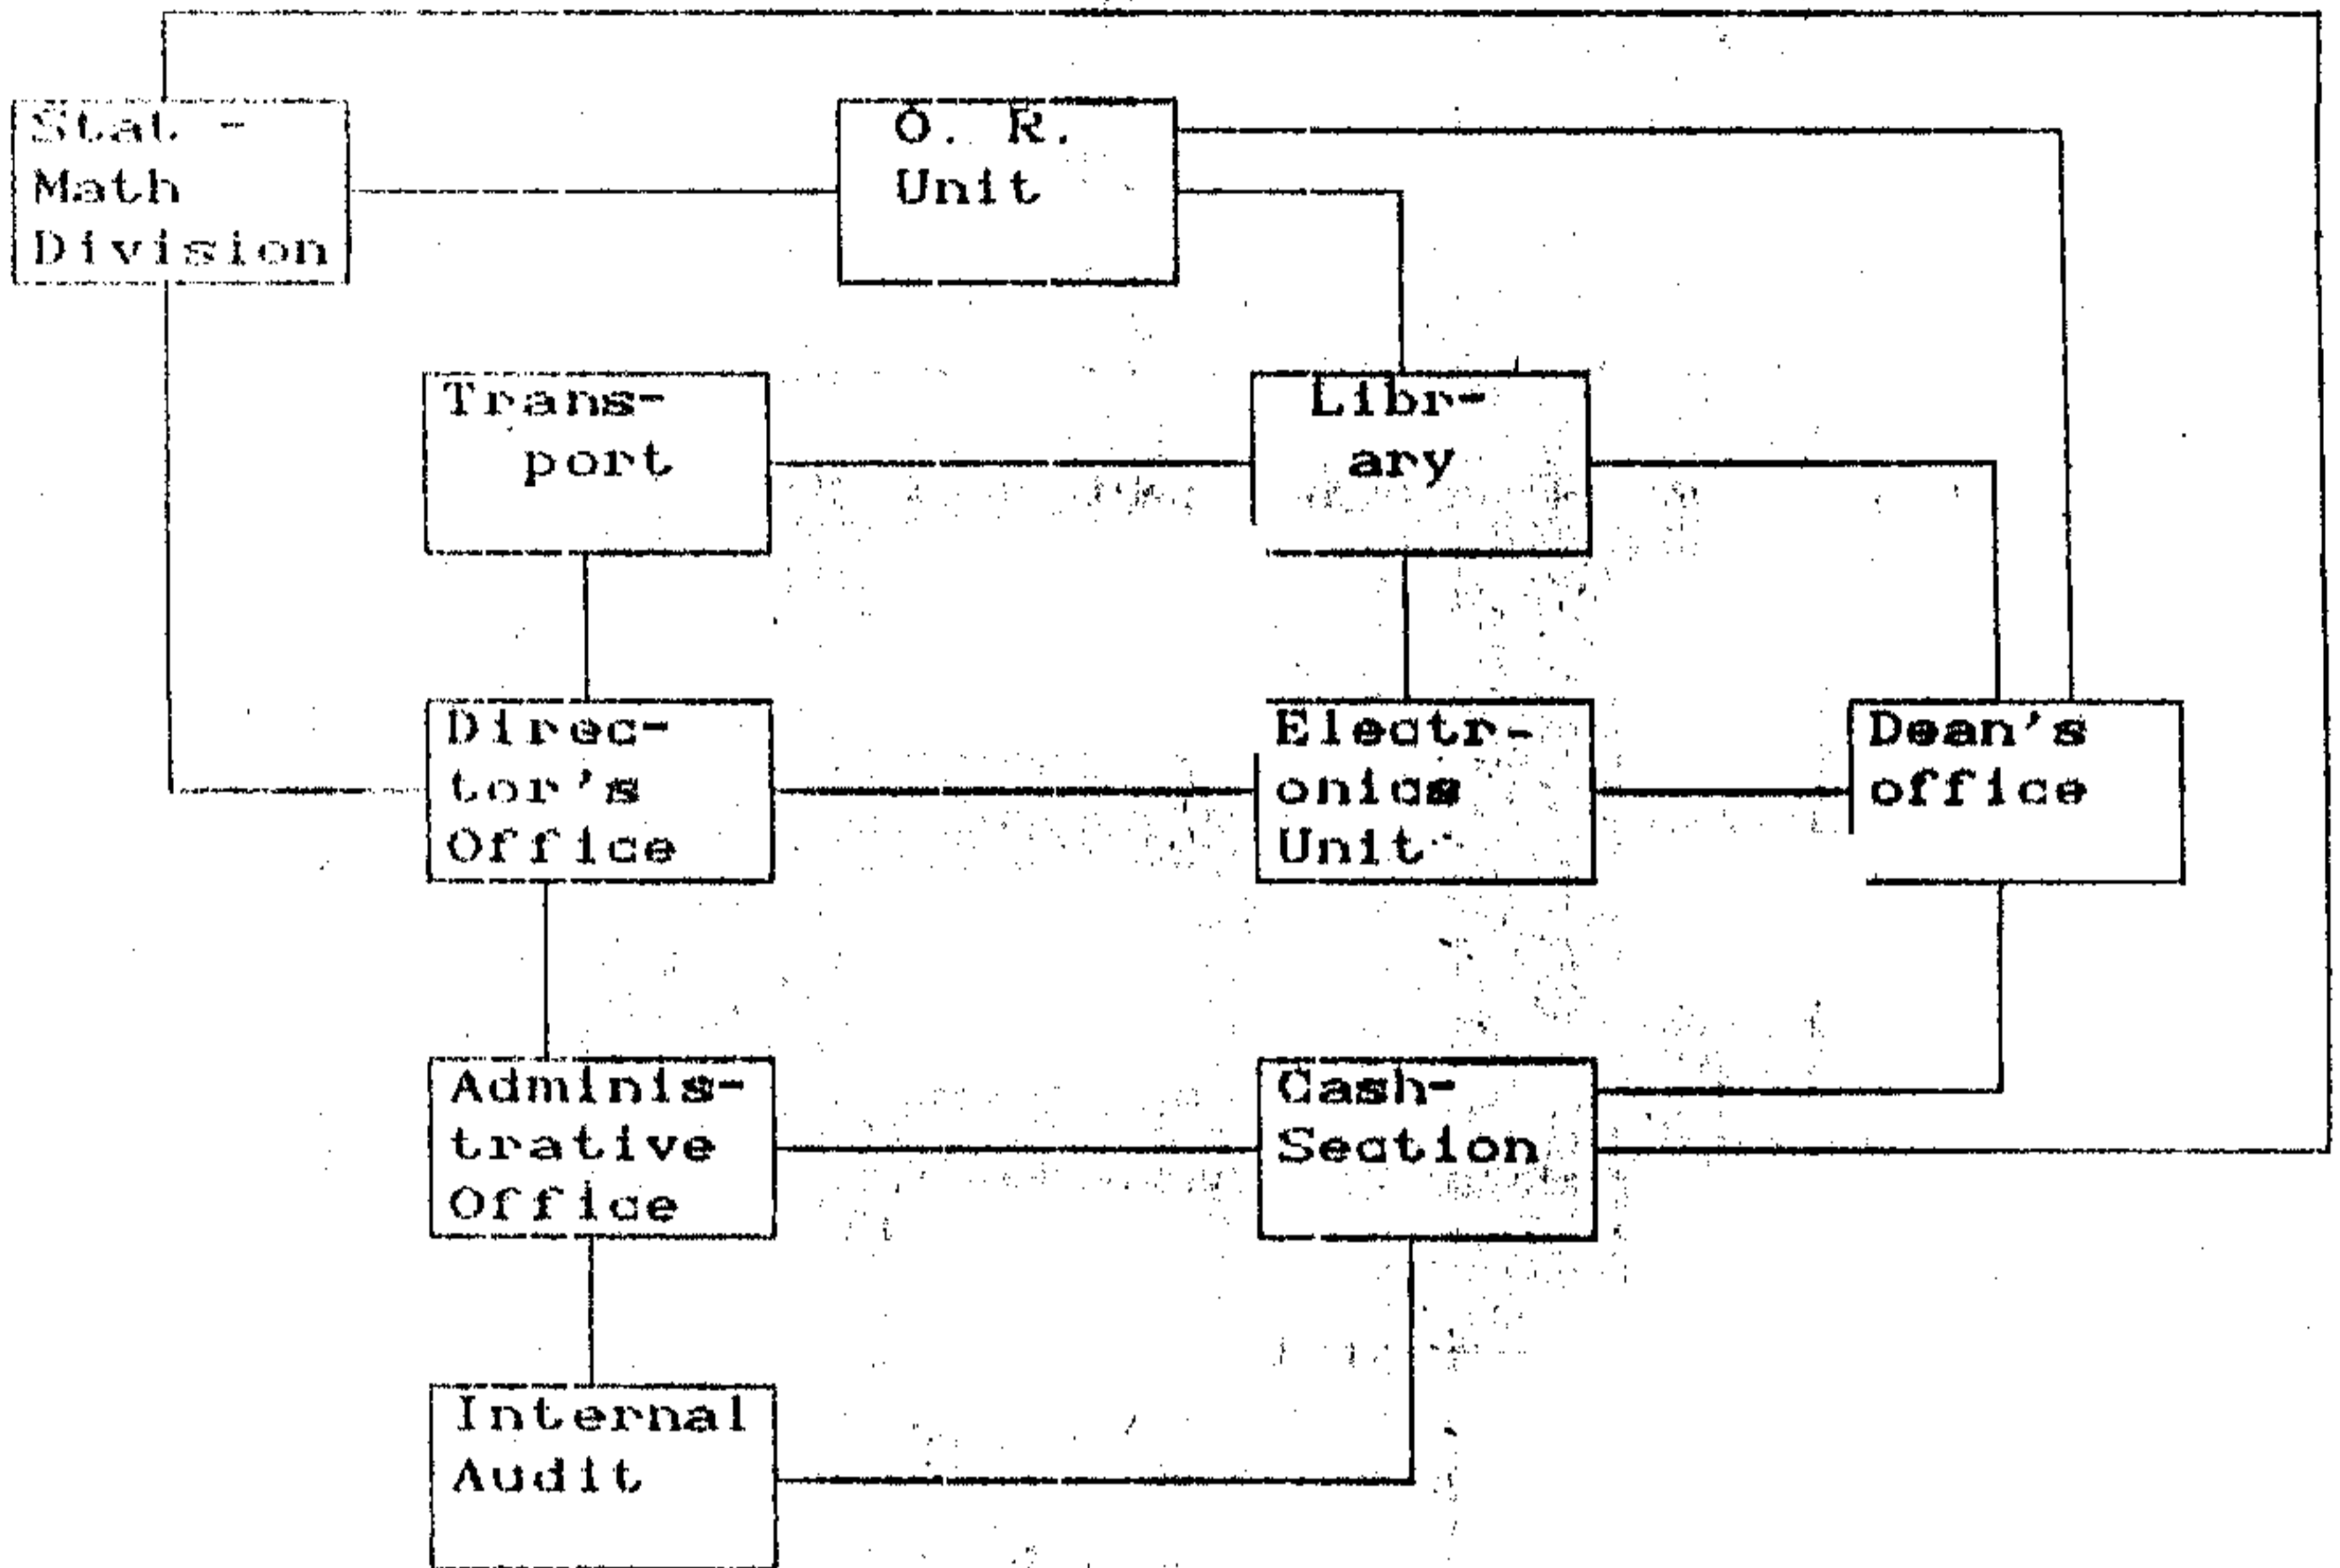 Stat -
Math
Division
O. R.
Unit
Trans-
port
Libr-
ary
Direc-
tor's
Office
Electr-
onics
Unit
Dean's
office
Adminis-
trative
Office
Cash-
Section
Internal
Audit